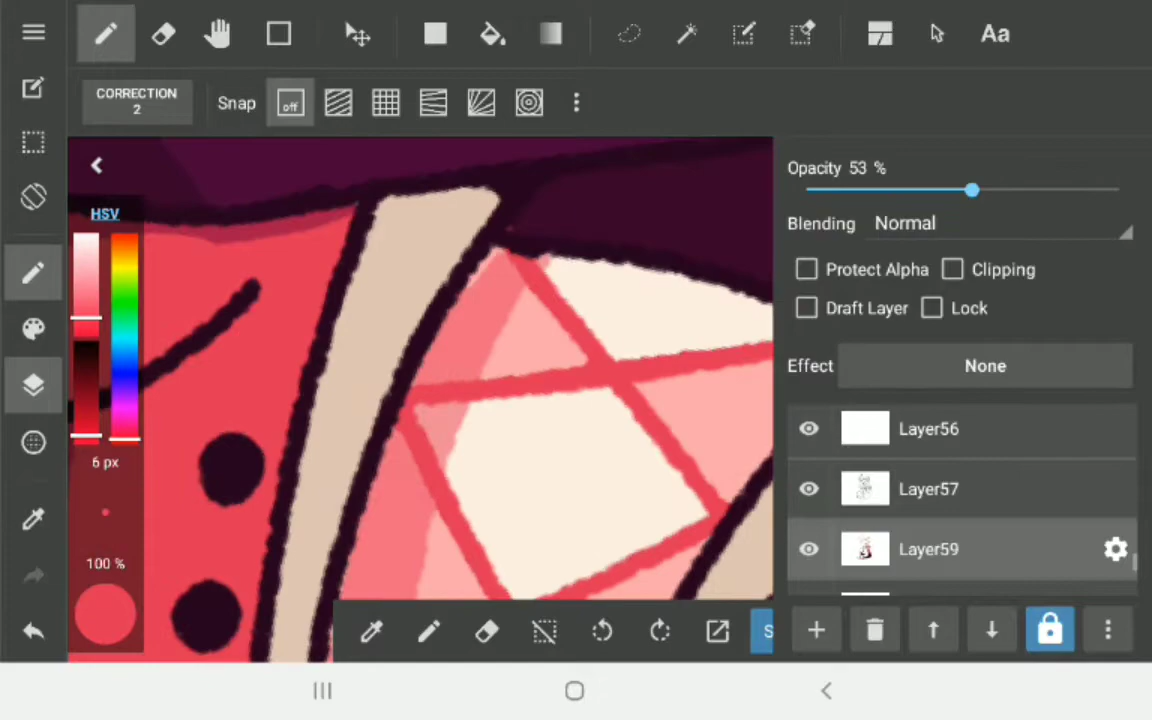 Aa
CORRECTION
2
Snap
off
HSV
6 px
100 %
Opacity 53 %
Blending Normal
Protect Alpha
Clipping
Draft Layer
Lock
Effect
None
Layer56
Layer57
Layer59
S